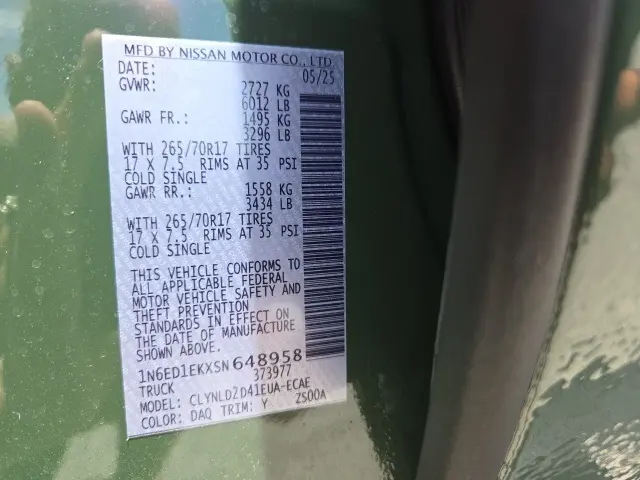 MFD BY NISSAN MOTOR CO., LTD
DATE: 05/25
GVWR: 2727 KG
6012 LB
GAWR FR.: 1495 KG
3296 LB
WITH 265/70R17 TIRES
17 X 7.5 RIMS AT 35 PSI
COLD SINGLE
GAWR RR.: 1558 KG
3434 LB
WITH 265/70R17 TIRES
17 X 7.5 RIMS AT 35 PSI
COLD SINGLE
THIS VEHICLE CONFORMS TO
ALL APPLICABLE FEDERAL
MOTOR VEHICLE SAFETY AND
THEFT PREVENTION
STANDARDS IN EFFECT ON
THE DATE OF MANUFACTURE
SHOWN ABOVE.
1N6ED1EKXSN648958
TRUCK 373977
MODEL: CLYNLDZD41EUA-ECAE
COLOR: DAQ TRIM: Y ZS00A